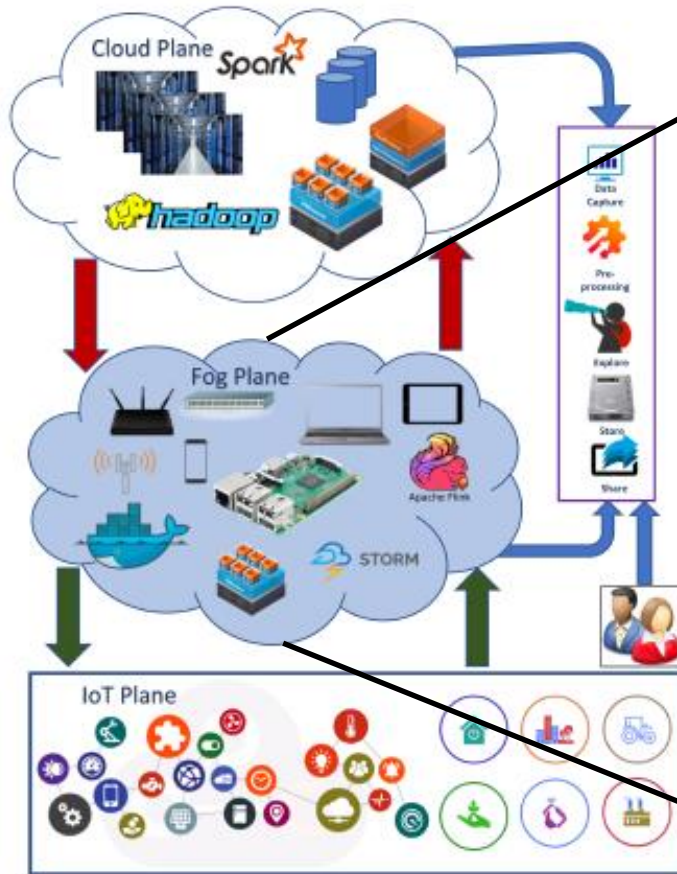 Cloud Plane
Spark
hadoop
Data
Capture
Pre-
processing
Explore
Store
Share
Fog Plane
Apache Flink
STORM
IoT Plane